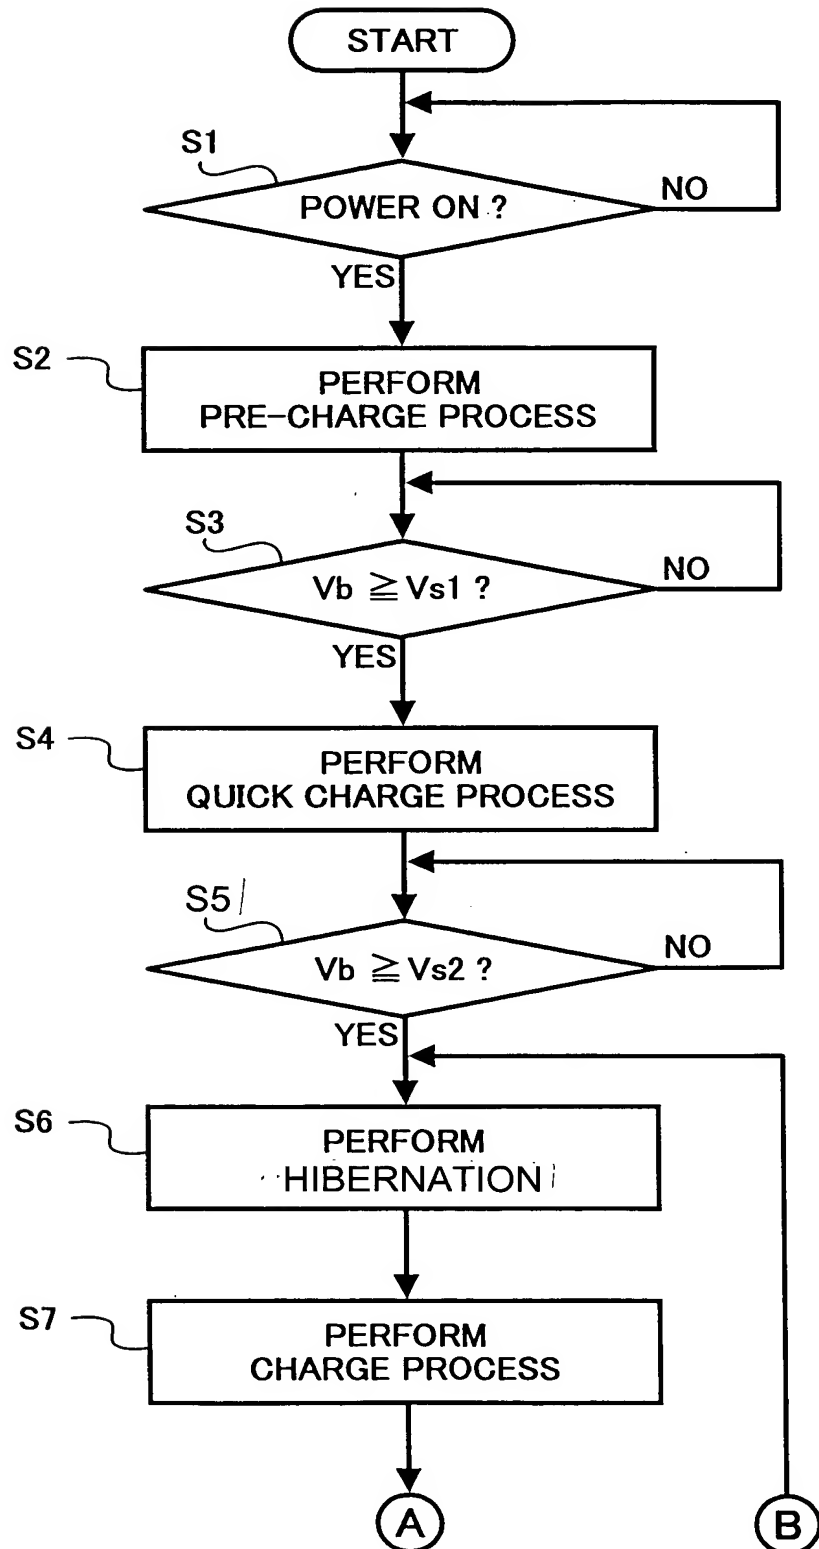 START
S1
POWER ON ?
NO
YES
S2
PERFORM
PRE-CHARGE PROCESS
S3
Vb ≧ Vs1 ?
NO
YES
S4
PERFORM
QUICK CHARGE PROCESS
S5
Vb ≧ Vs2 ?
NO
YES
S6
PERFORM
HIBERNATION
S7
PERFORM
CHARGE PROCESS
A
B